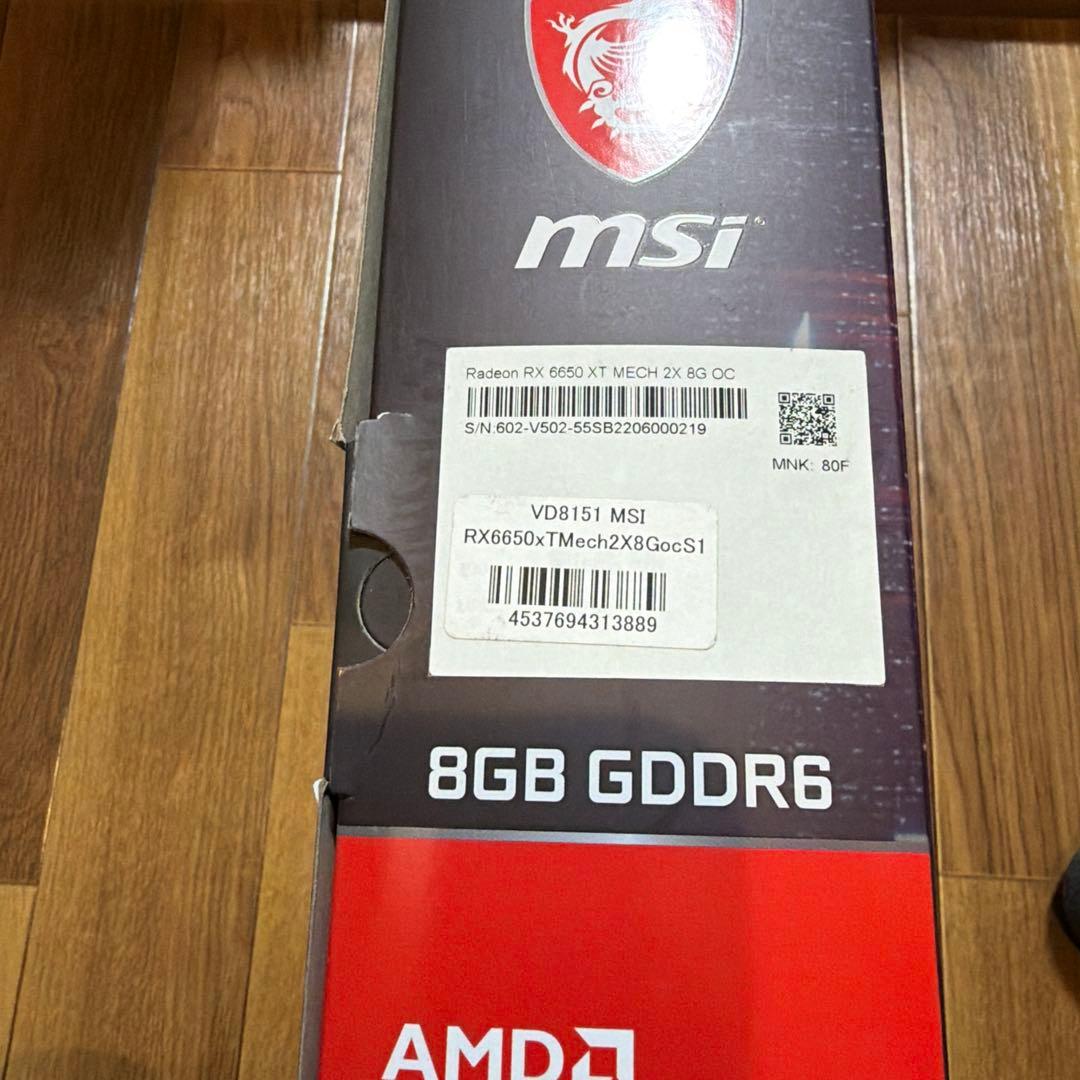 msi
Radeon RX 6650 XT MECH 2X 8G OC
S/N:602-V502-55SB2206000219
MNK: 80F
VD8151 MSI
RX6650xTMech2X8GocS1
4537694313889
8GB GDDR6
AMD